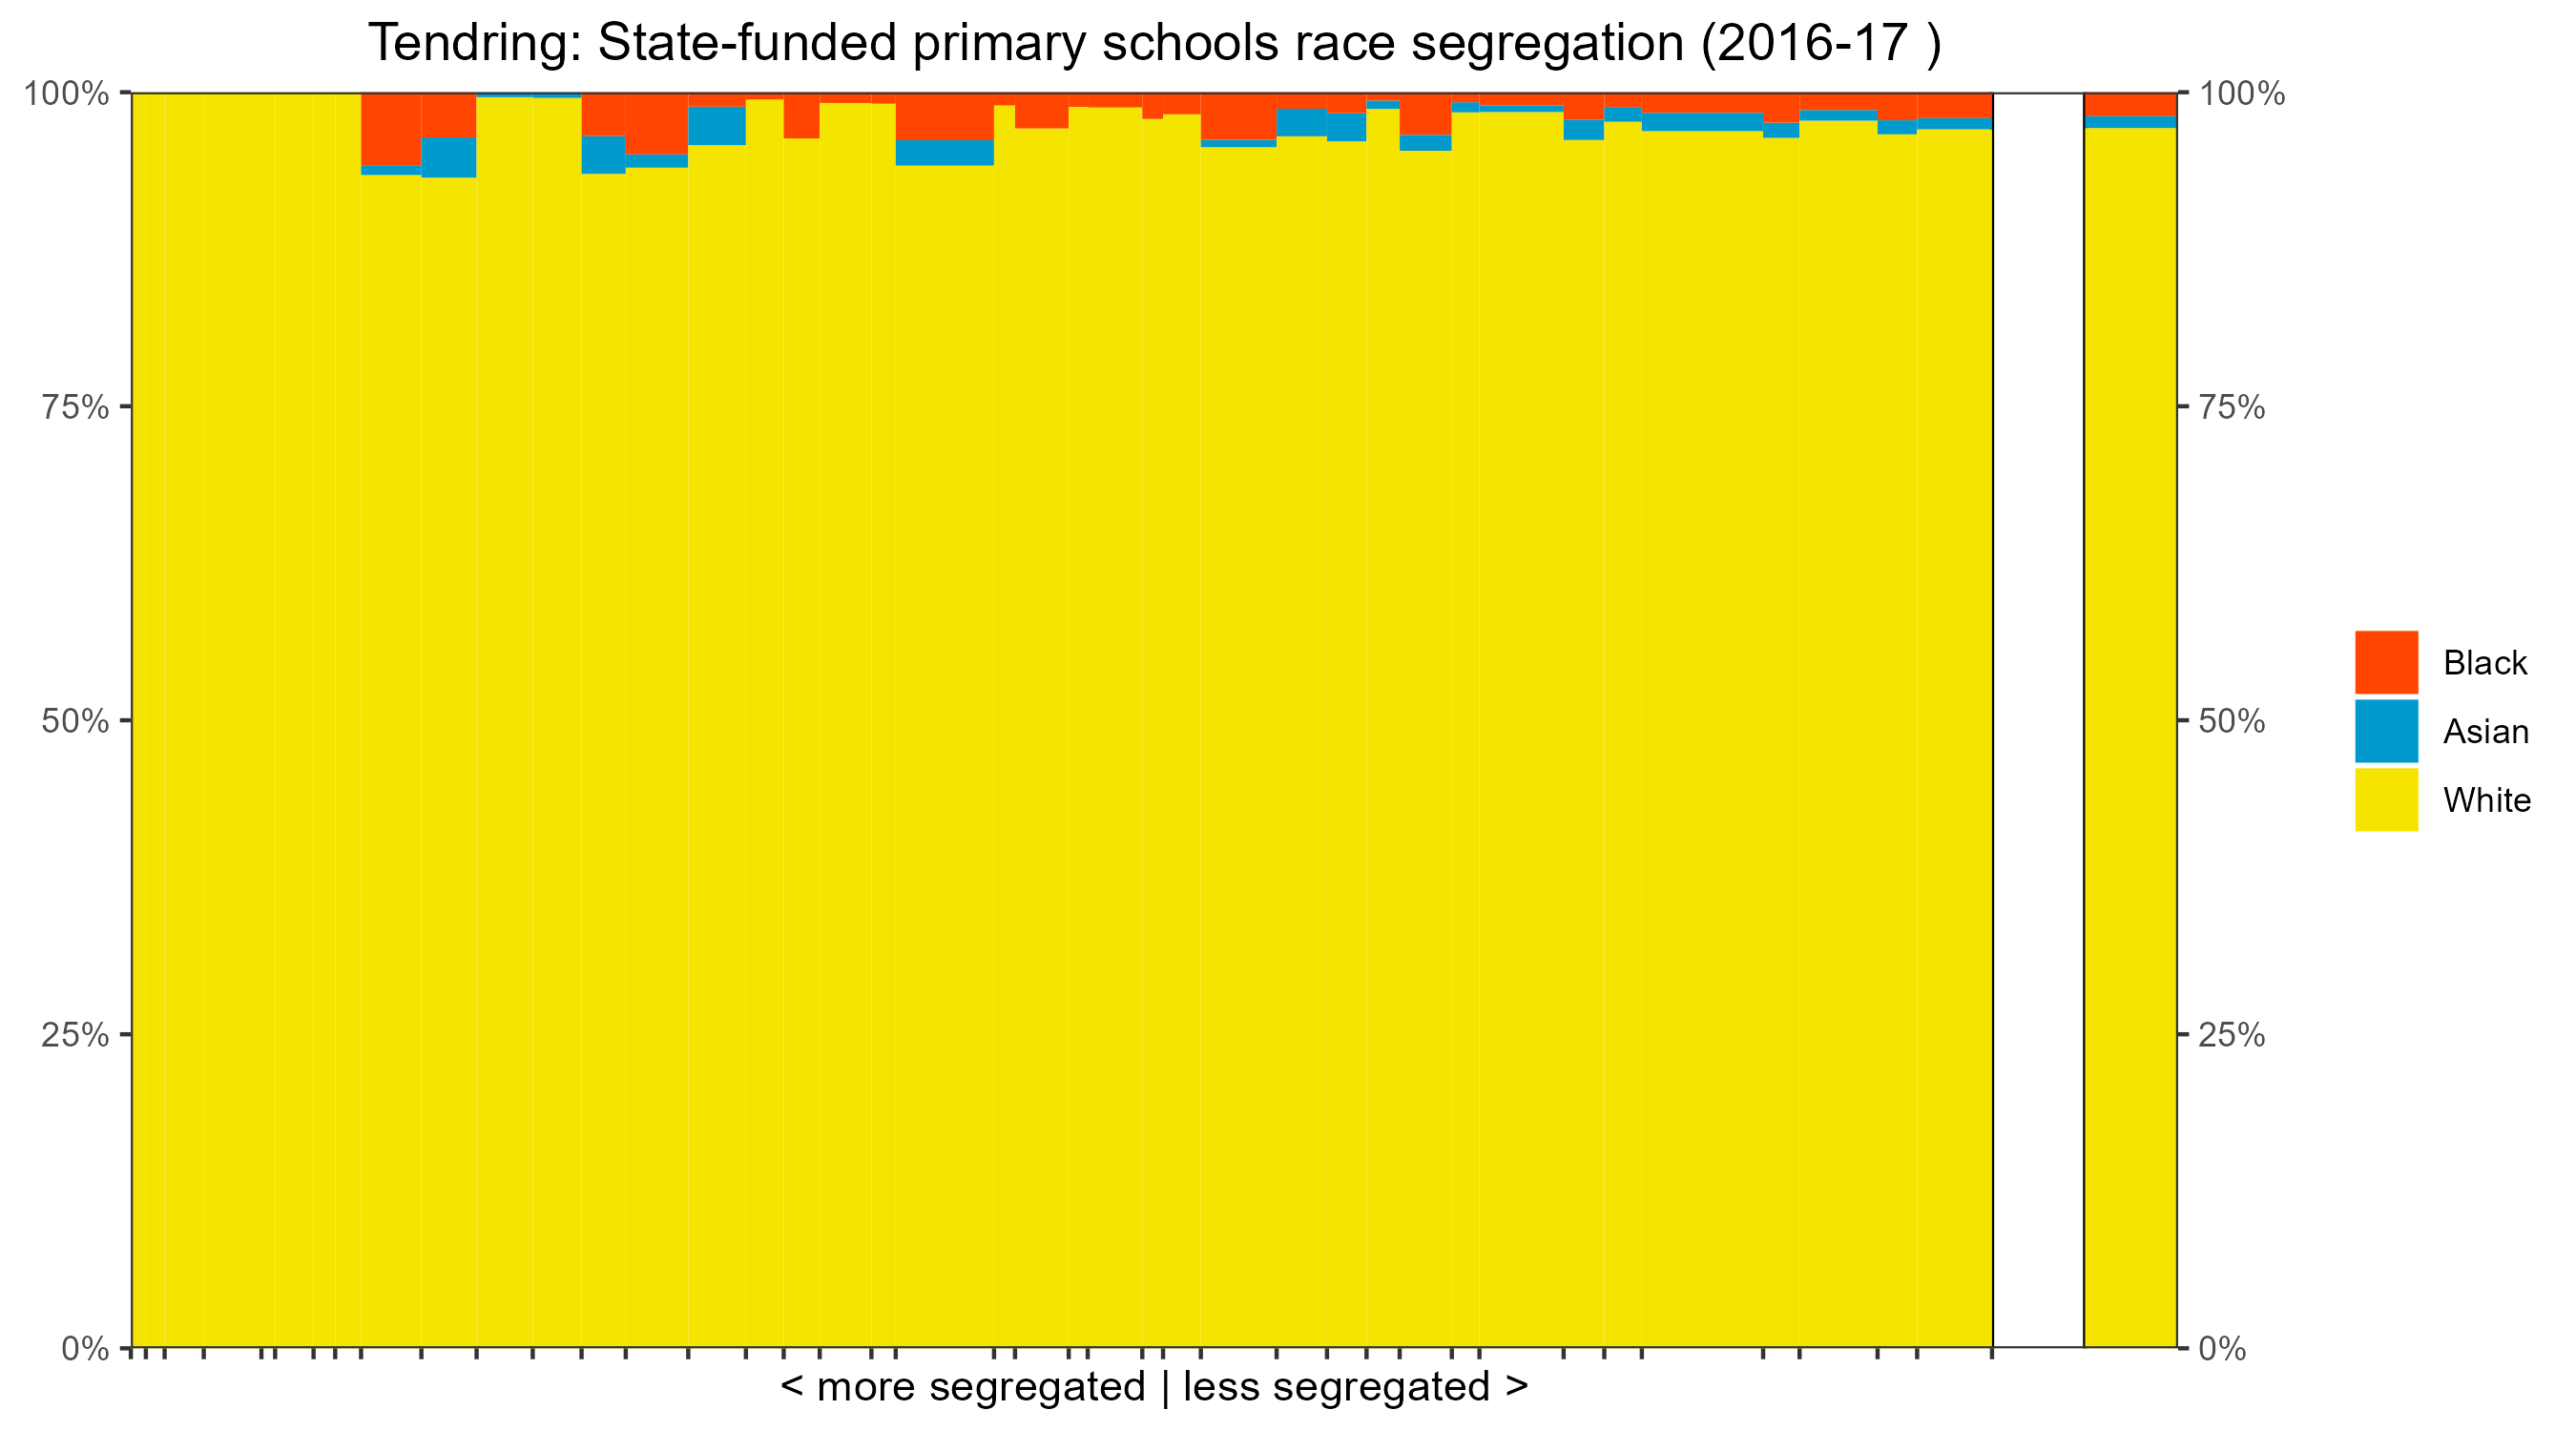 Tendring: State-funded primary schools race segregation (2016-17 )
100%
75%
50%
25%
0%
100%
75%
50%
25%
0%
Black
Asian
White
< more segregated | less segregated >